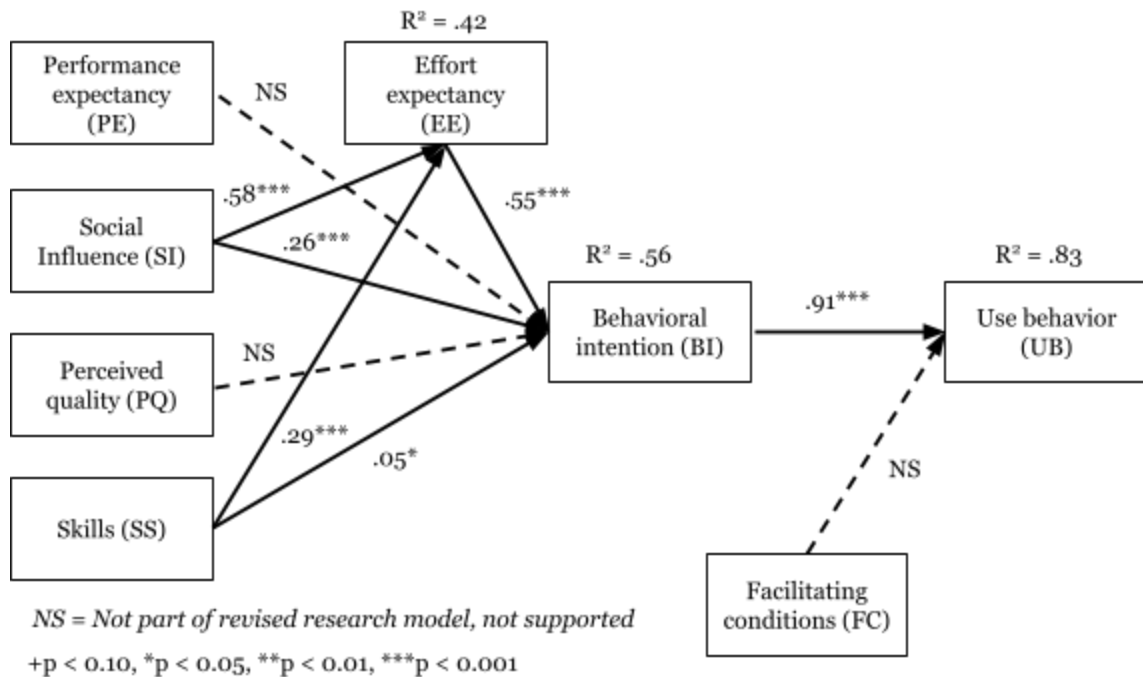 R² = .42
Performance
expectancy
(PE)
NS
Effort
expectancy
(EE)
.58***
.55***
Social
Influence (SI)
.26***
R² = .56
R² = .83
Behavioral
intention (BI)
.91***
Use behavior
(UB)
NS
Perceived
quality (PQ)
.29***
.05*
NS
Skills (SS)
Facilitating
conditions (FC)
NS = Not part of revised research model, not supported
+p < 0.10, *p < 0.05, **p < 0.01, ***p < 0.001